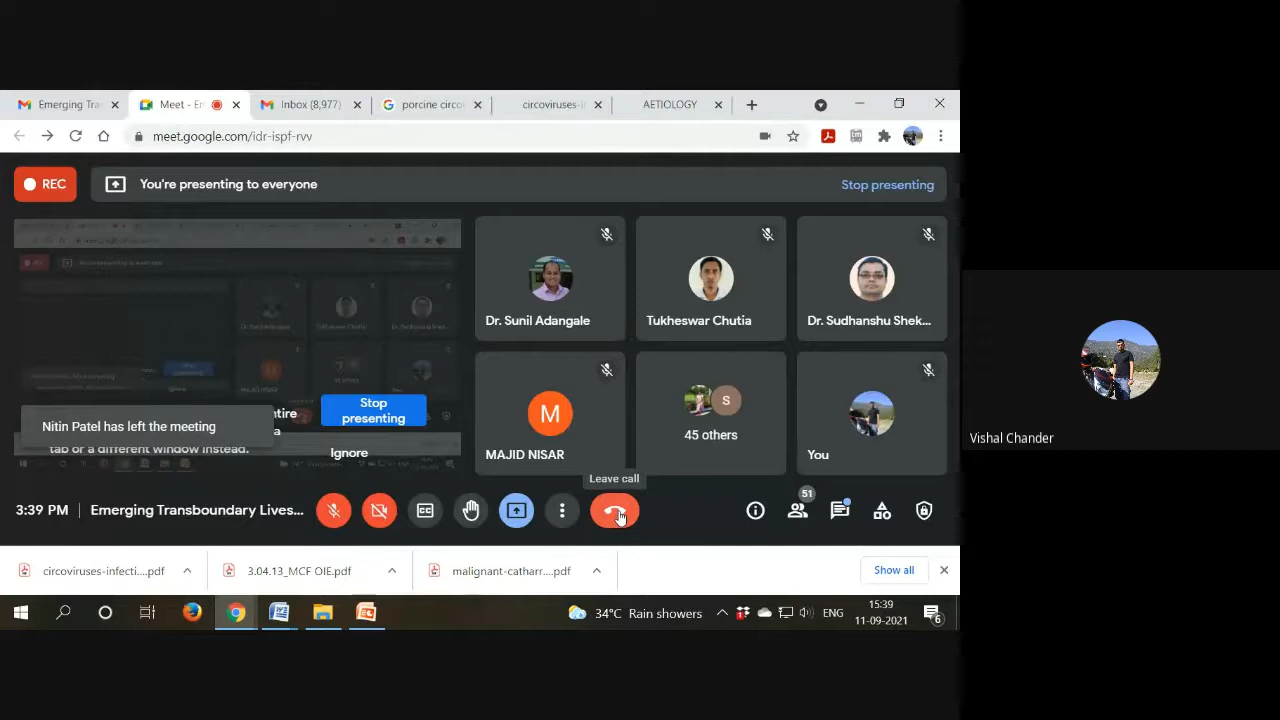 Emerging Tra
Meet - En
Inbox (8,977)
porcine circo
circoviruses-i
AETIOLOGY
meet.google.com/idr-ispf-rvv
REC
You're presenting to everyone
Stop presenting
Dr. Sunil Adangale
Tukheswar Chutia
Dr. Sudhanshu Shek...
Nitin Patel has left the meeting
ntire
a
tab or a different window instead.
Stop
presenting
Ignore
M
MAJID NISAR
S
45 others
You
Leave call
Vishal Chander
3:39 PM
Emerging Transboundary Lives...
51
circoviruses-infecti....pdf
3.04.13_MCF OIE.pdf
malignant-catharr....pdf
Show all
34°C Rain showers
ENG
15:39
11-09-2021
6